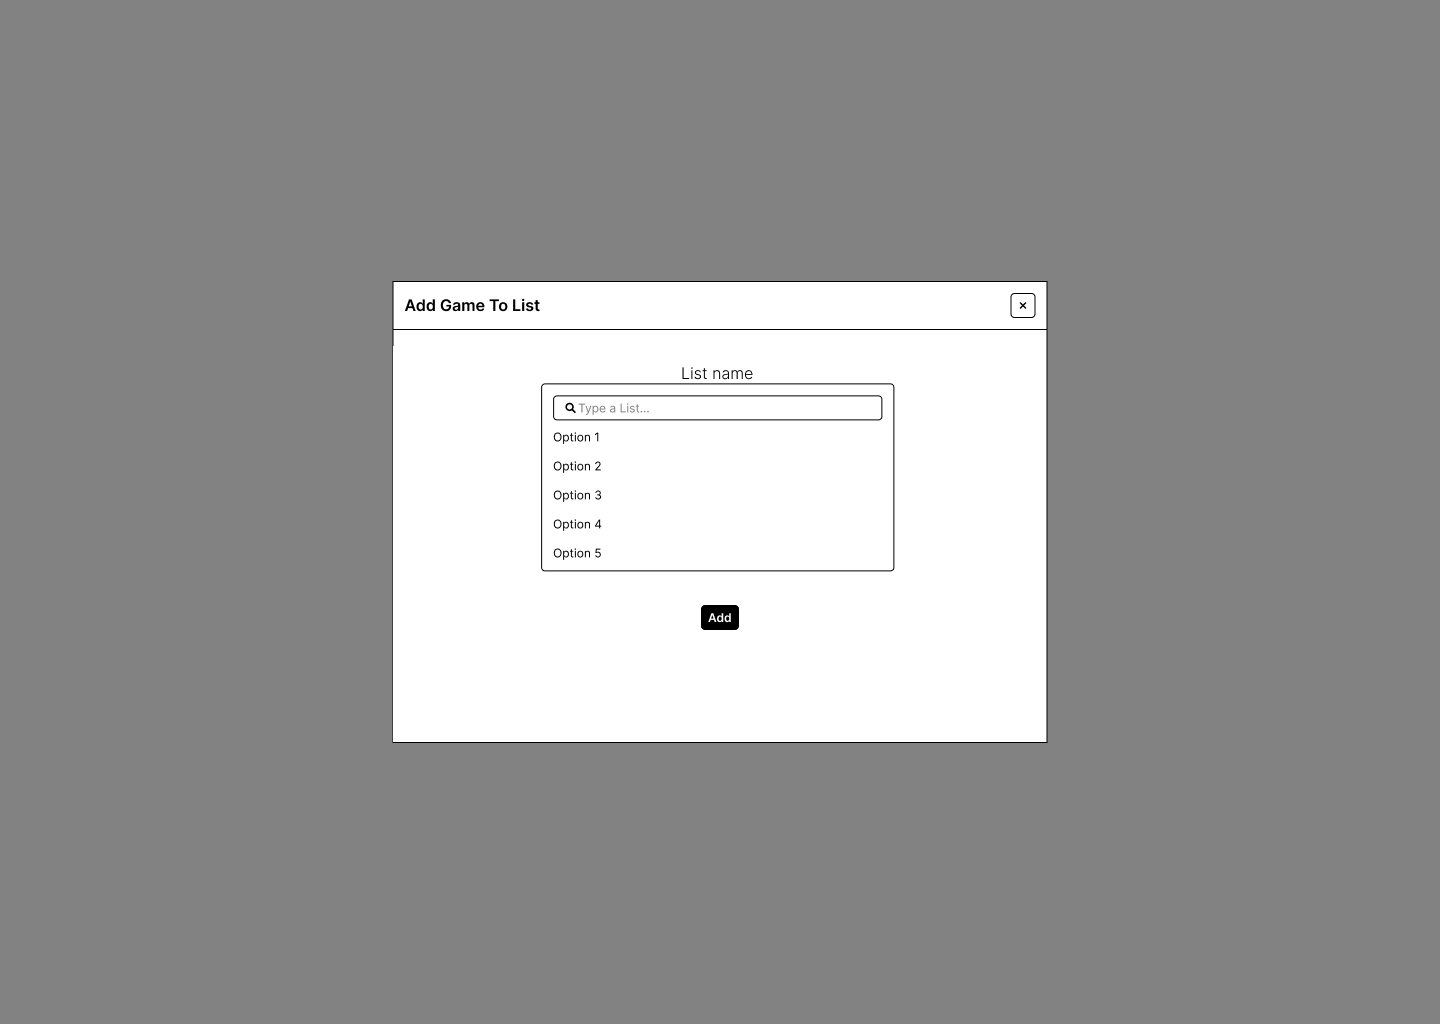 Add Game To List
List name
Type a List...
Option 1
Option 2
Option 3
Option 4
Option 5
Add